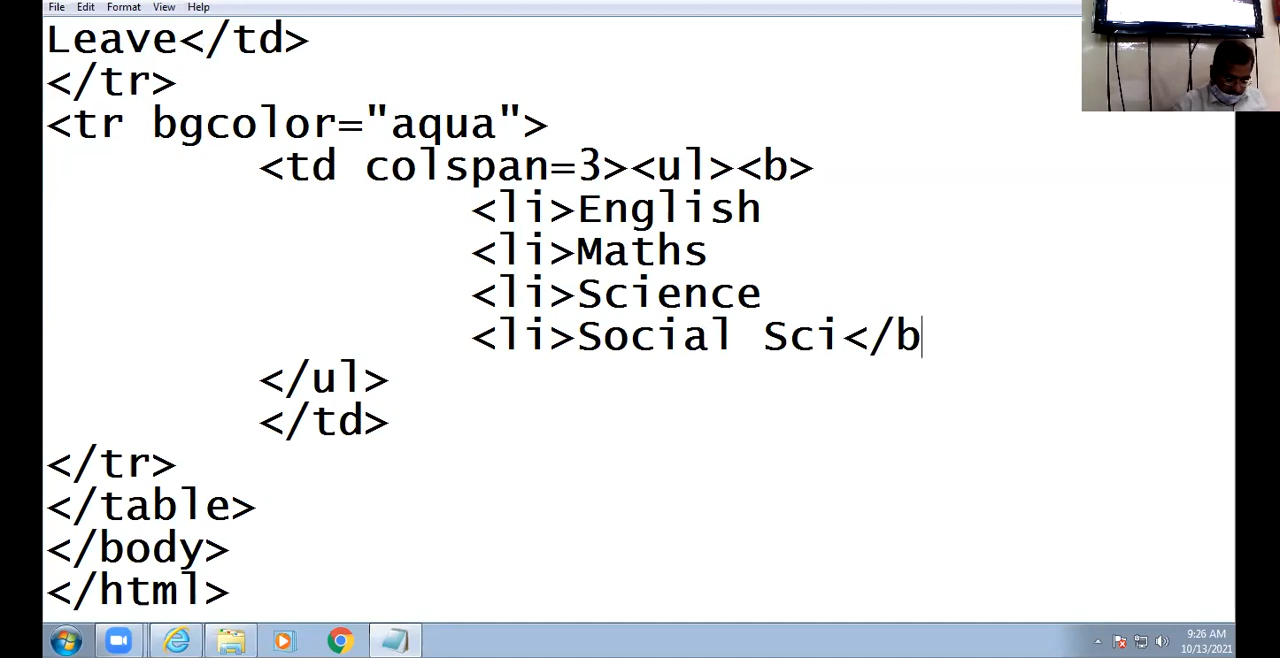 File Edit Format View Help
Leave</td>
</tr>
<tr bgcolor="aqua">
<td colspan=3><ul><b>
<li>English
<li>Maths
<li>Science
<li>Social Sci</b
</ul>
</td>
</tr>
</table>
</body>
</html>
9:26 AM
10/13/2021